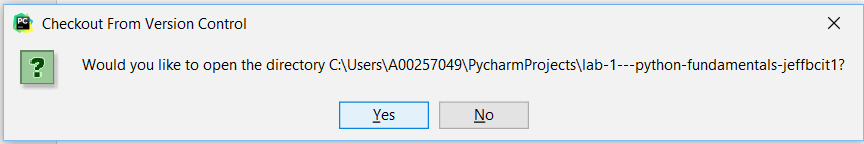 PC
Checkout From Version Control
?
Would you like to open the directory C:\Users\A00257049\PycharmProjects\lab-1---python-fundamentals-jeffbcit1?
Yes
No